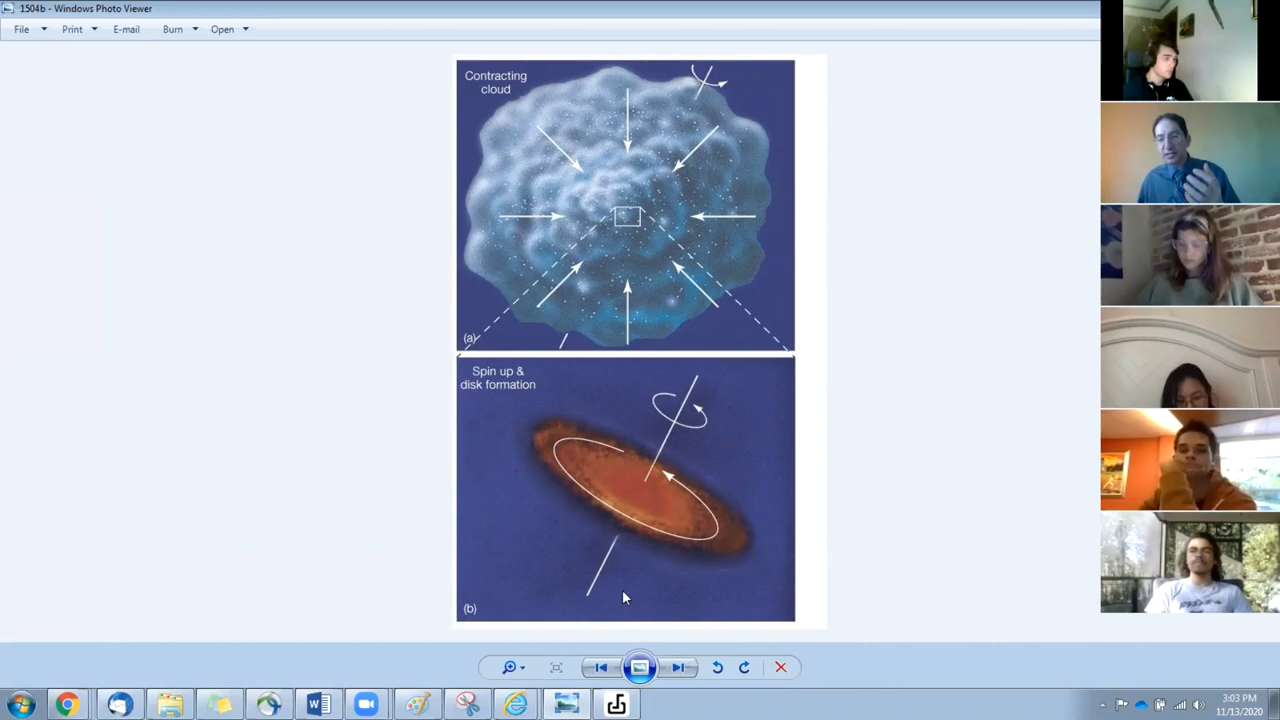 1504b - Windows Photo Viewer
File Print E-mail Burn Open
Contracting
cloud
(a)
Spin up &
disk formation
(b)
3:03 PM
11/13/2020